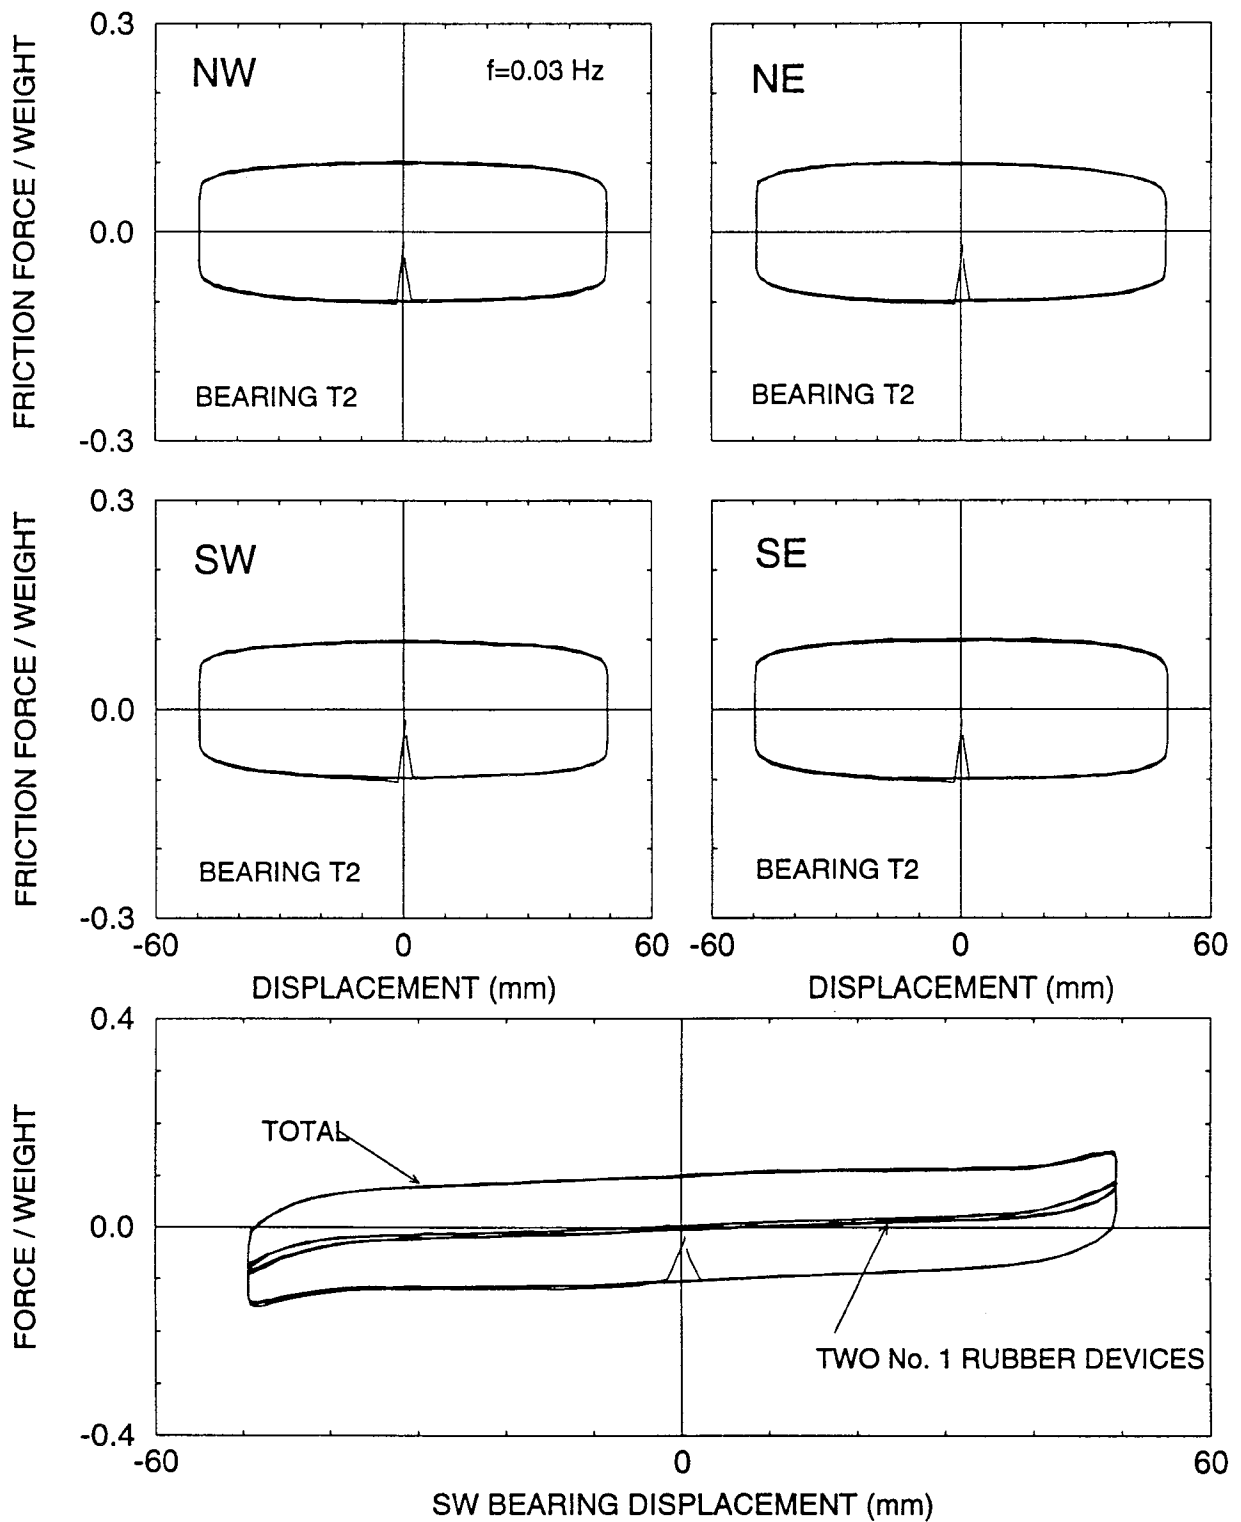 FRICTION FORCE / WEIGHT
0.3
0.0
-0.3
NW
f=0.03 Hz
BEARING T2
NE
BEARING T2
FRICTION FORCE / WEIGHT
0.3
0.0
-0.3
SW
BEARING T2
SE
BEARING T2
-60 0 60
-60 0 60
DISPLACEMENT (mm)
DISPLACEMENT (mm)
FORCE / WEIGHT
0.4
0.0
-0.4
TOTAL
TWO No. 1 RUBBER DEVICES
-60 0 60
SW BEARING DISPLACEMENT (mm)